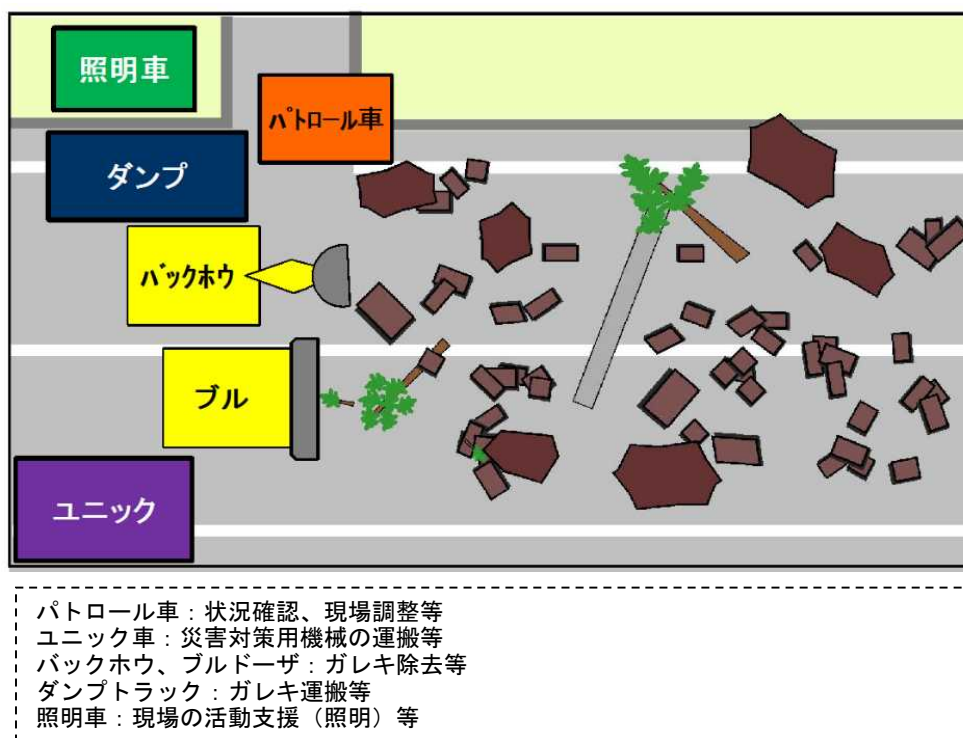 照明車
パトロール車
ダンプ
バックホウ
ブル
ユニック
パトロール車：状況確認、現場調整等
ユニック車：災害対策用機械の運搬等
バックホウ、ブルドーザ：ガレキ除去等
ダンプトラック：ガレキ運搬等
照明車：現場の活動支援（照明）等